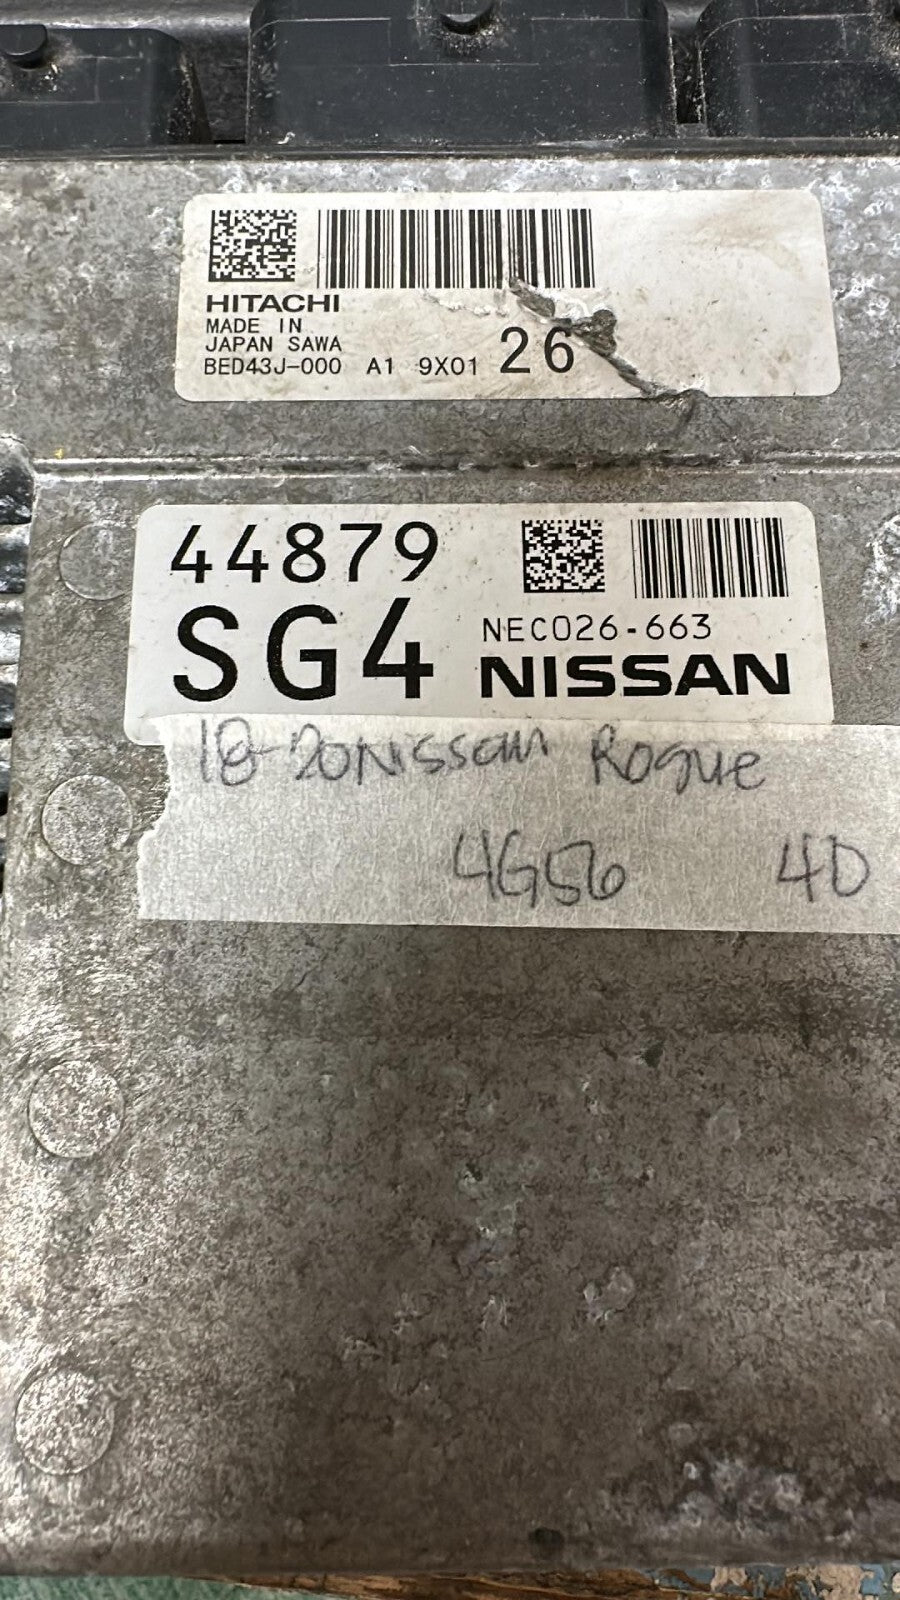 HITACHI
MADE IN
JAPAN SAWA
BED43J-000 A1 9X01 26
44879
SG4
NEC026-663
NISSAN
18-20 Nissan Rogue
4G56 40